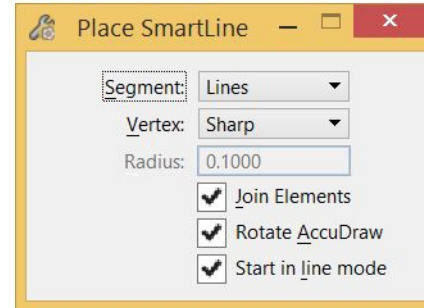 Place SmartLine
Segment: Lines
Vertex: Sharp
Radius: 0.1000
Join Elements
Rotate AccuDraw
Start in line mode